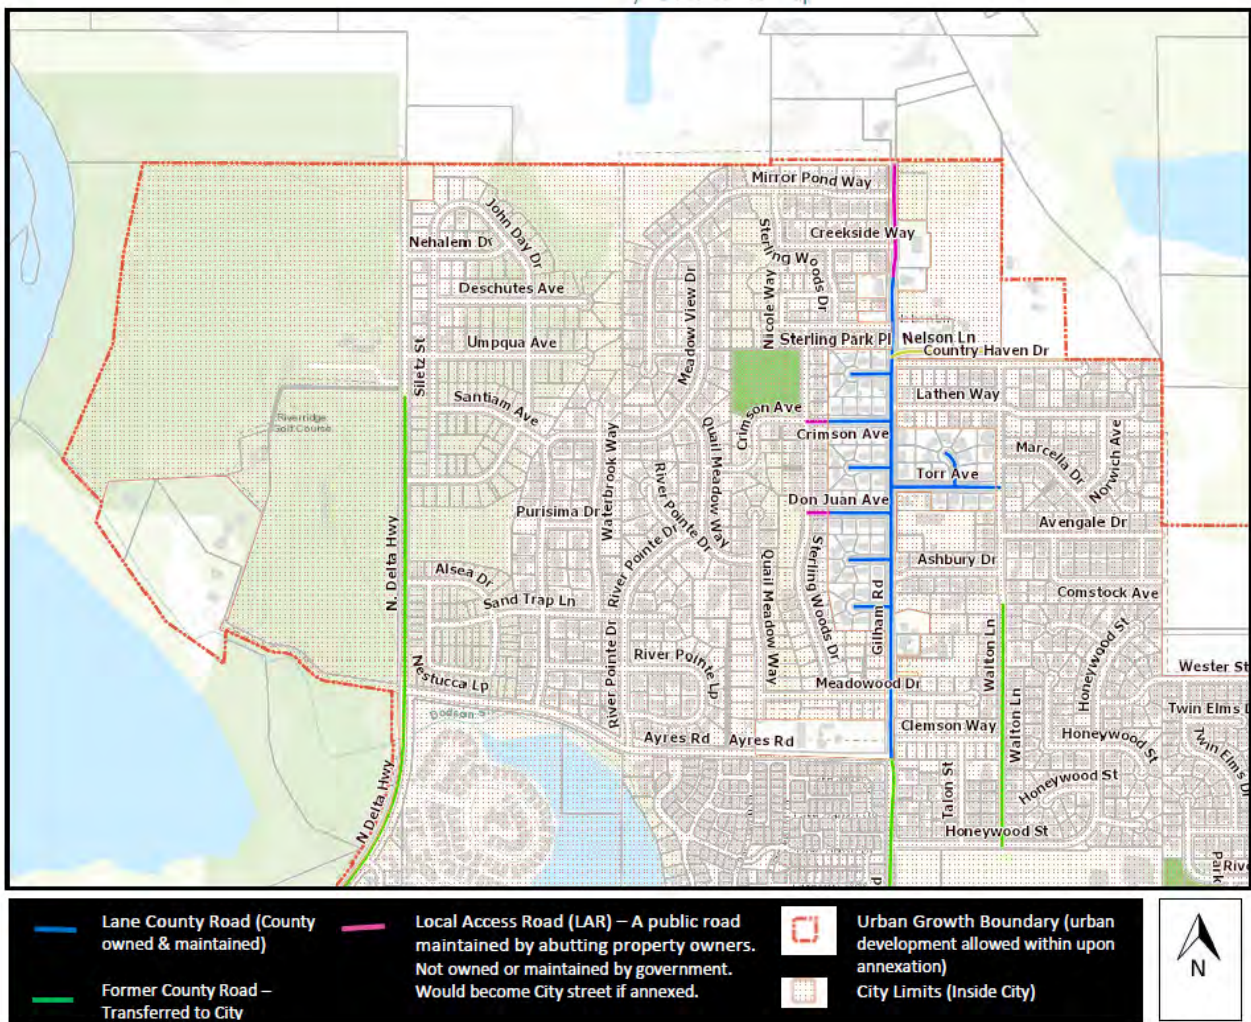 Mirror Pond Way
John Day Dr
Nehalem Dr
Creekside Way
Sterling Woods Dr
Deschutes Ave
Meadow View Dr
Nicole Way
Siletz St
Umpqua Ave
Sterling Park Pl
Nelson Ln
Country Haven Dr
Santiam Ave
Lathen Way
Riverridge
Golf Course
Crimson Ave
Crimson Ave
Quail Meadow Way
Waterbrook Way
Marcella Dr
Norwich Ave
River Pointe Dr
Torr Ave
Don Juan Ave
Purisima Dr
Avengale Dr
N. Delta Hwy
River Pointe Dr
Sterling Woods Dr
Quail Meadow Way
Ashbury Dr
Alsea Dr
Sand Trap Ln
Comstock Ave
Gilham Rd
Walton Ln
Honeywood St
River Pointe Dr
River Pointe Lp
Nestucca Lp
Meadowood Dr
Walton Ln
Wester St
Twin Elms
Dodson
Clemson Way
Ayres Rd
Ayres Rd
Honeywood St
Twin Elms Dr
N Delta Hwy
Talon St
Honeywood St
Honeywood St
Park
Rive
Lane County Road (County
owned & maintained)
Former County Road –
Transferred to City
Local Access Road (LAR) – A public road
maintained by abutting property owners.
Not owned or maintained by government.
Would become City street if annexed.
Urban Growth Boundary (urban
development allowed within upon
annexation)
City Limits (Inside City)
N